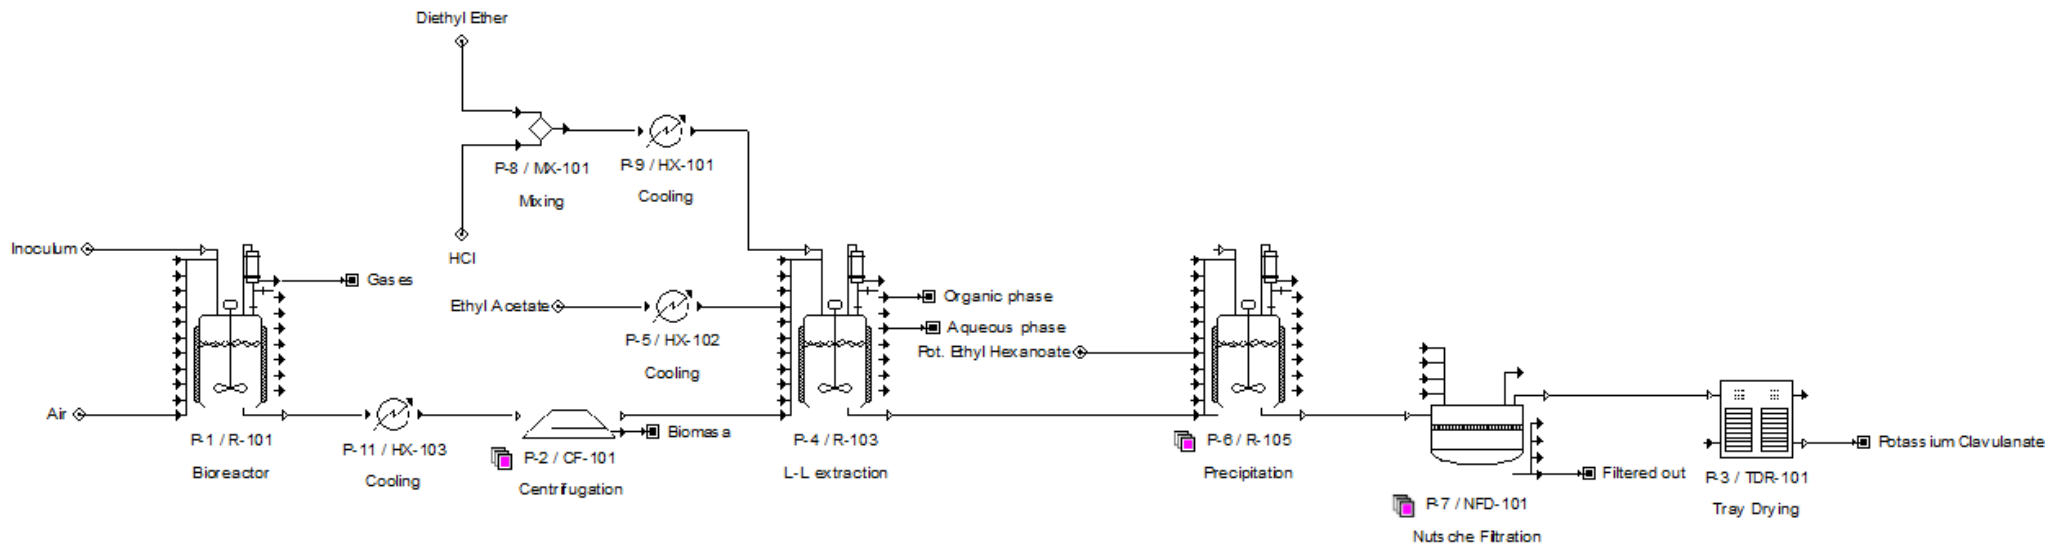 Diethyl Ether
P-8 / MX-101
Mixing
P-9 / HX-101
Cooling
HCl
Inoculum
Gases
Air
P-1 / R-101
Bioreactor
P-11 / HX-103
Cooling
Ethyl Acetate
P-5 / HX-102
Cooling
P-2 / CF-101
Centrifugation
Biomasa
Organic phase
Aqueous phase
P-4 / R-103
L-L extraction
Pot. Ethyl Hexanoate
P-6 / R-105
Precipitation
P-7 / NFD-101
Nutsche Filtration
Filtered out
P-3 / TDR-101
Tray Drying
Potassium Clavulanate